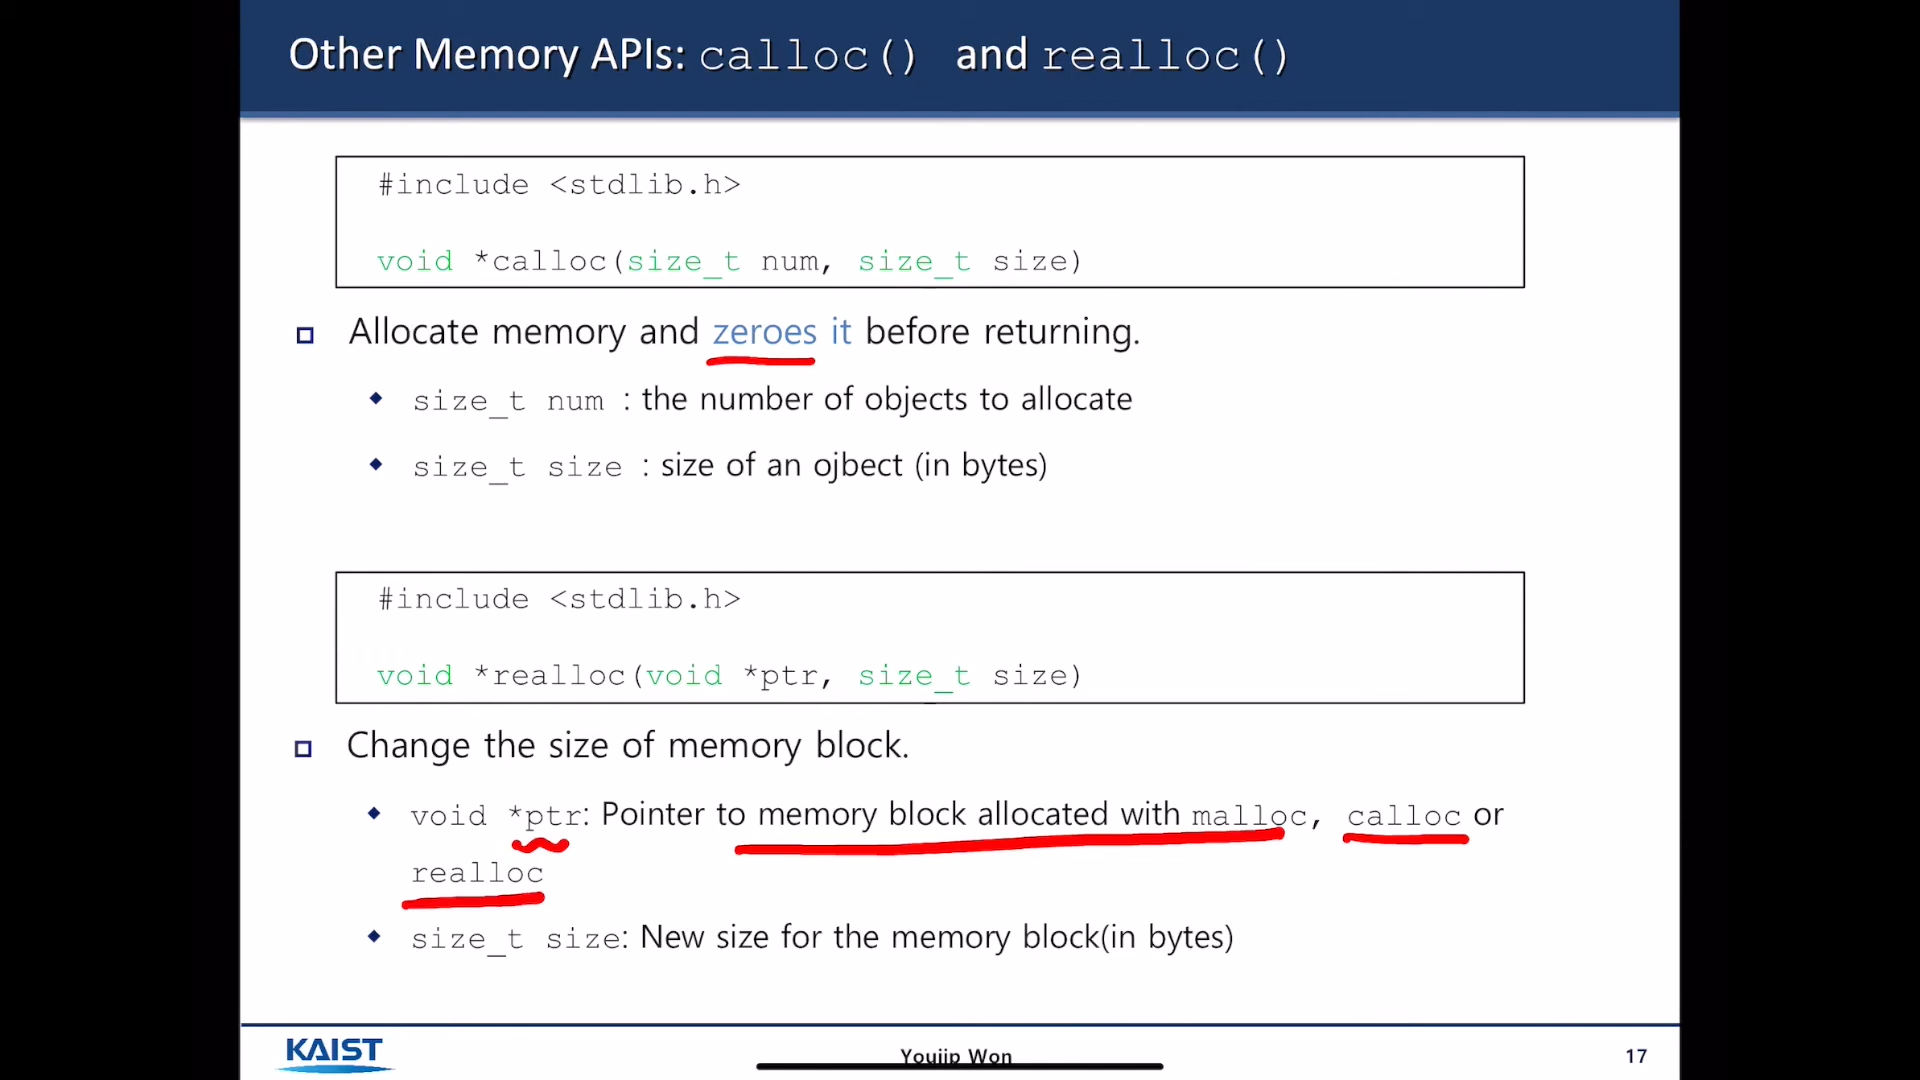 Other Memory APIs: calloc() and realloc()
#include <stdlib.h>
void *calloc(size_t num, size_t size)
Allocate memory and zeroes it before returning.
size_t num : the number of objects to allocate
size_t size : size of an ojbect (in bytes)
#include <stdlib.h>
void *realloc(void *ptr, size_t size)
Change the size of memory block.
void *ptr: Pointer to memory block allocated with malloc, calloc or
realloc
size_t size: New size for the memory block(in bytes)
KAIST
Youjip Won
17